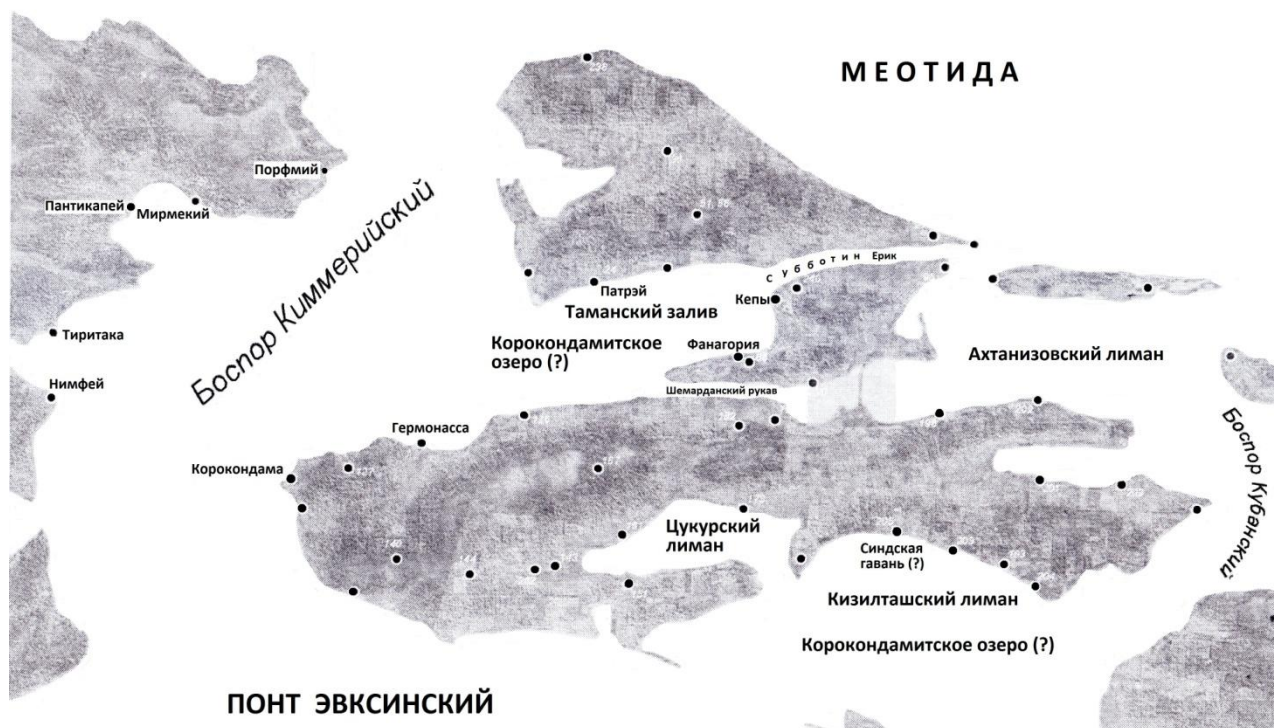 МЕОТИДА
Порфмий
Пантикапей
Мирмекий
Боспор Киммерийский
Субботин Ерик
Патрэй
Кепы
Таманский залив
Тиритака
Корокондамитское
озеро (?)
Фанагория
Ахтанизовский лиман
Нимфей
Шемарданский рукав
Гермонасса
Корокондама
Боспор Кубанский
Цукурский
лиман
Синдская
гавань (?)
Кизилташский лиман
Корокондамитское озеро (?)
ПОНТ ЭВКСИНСКИЙ